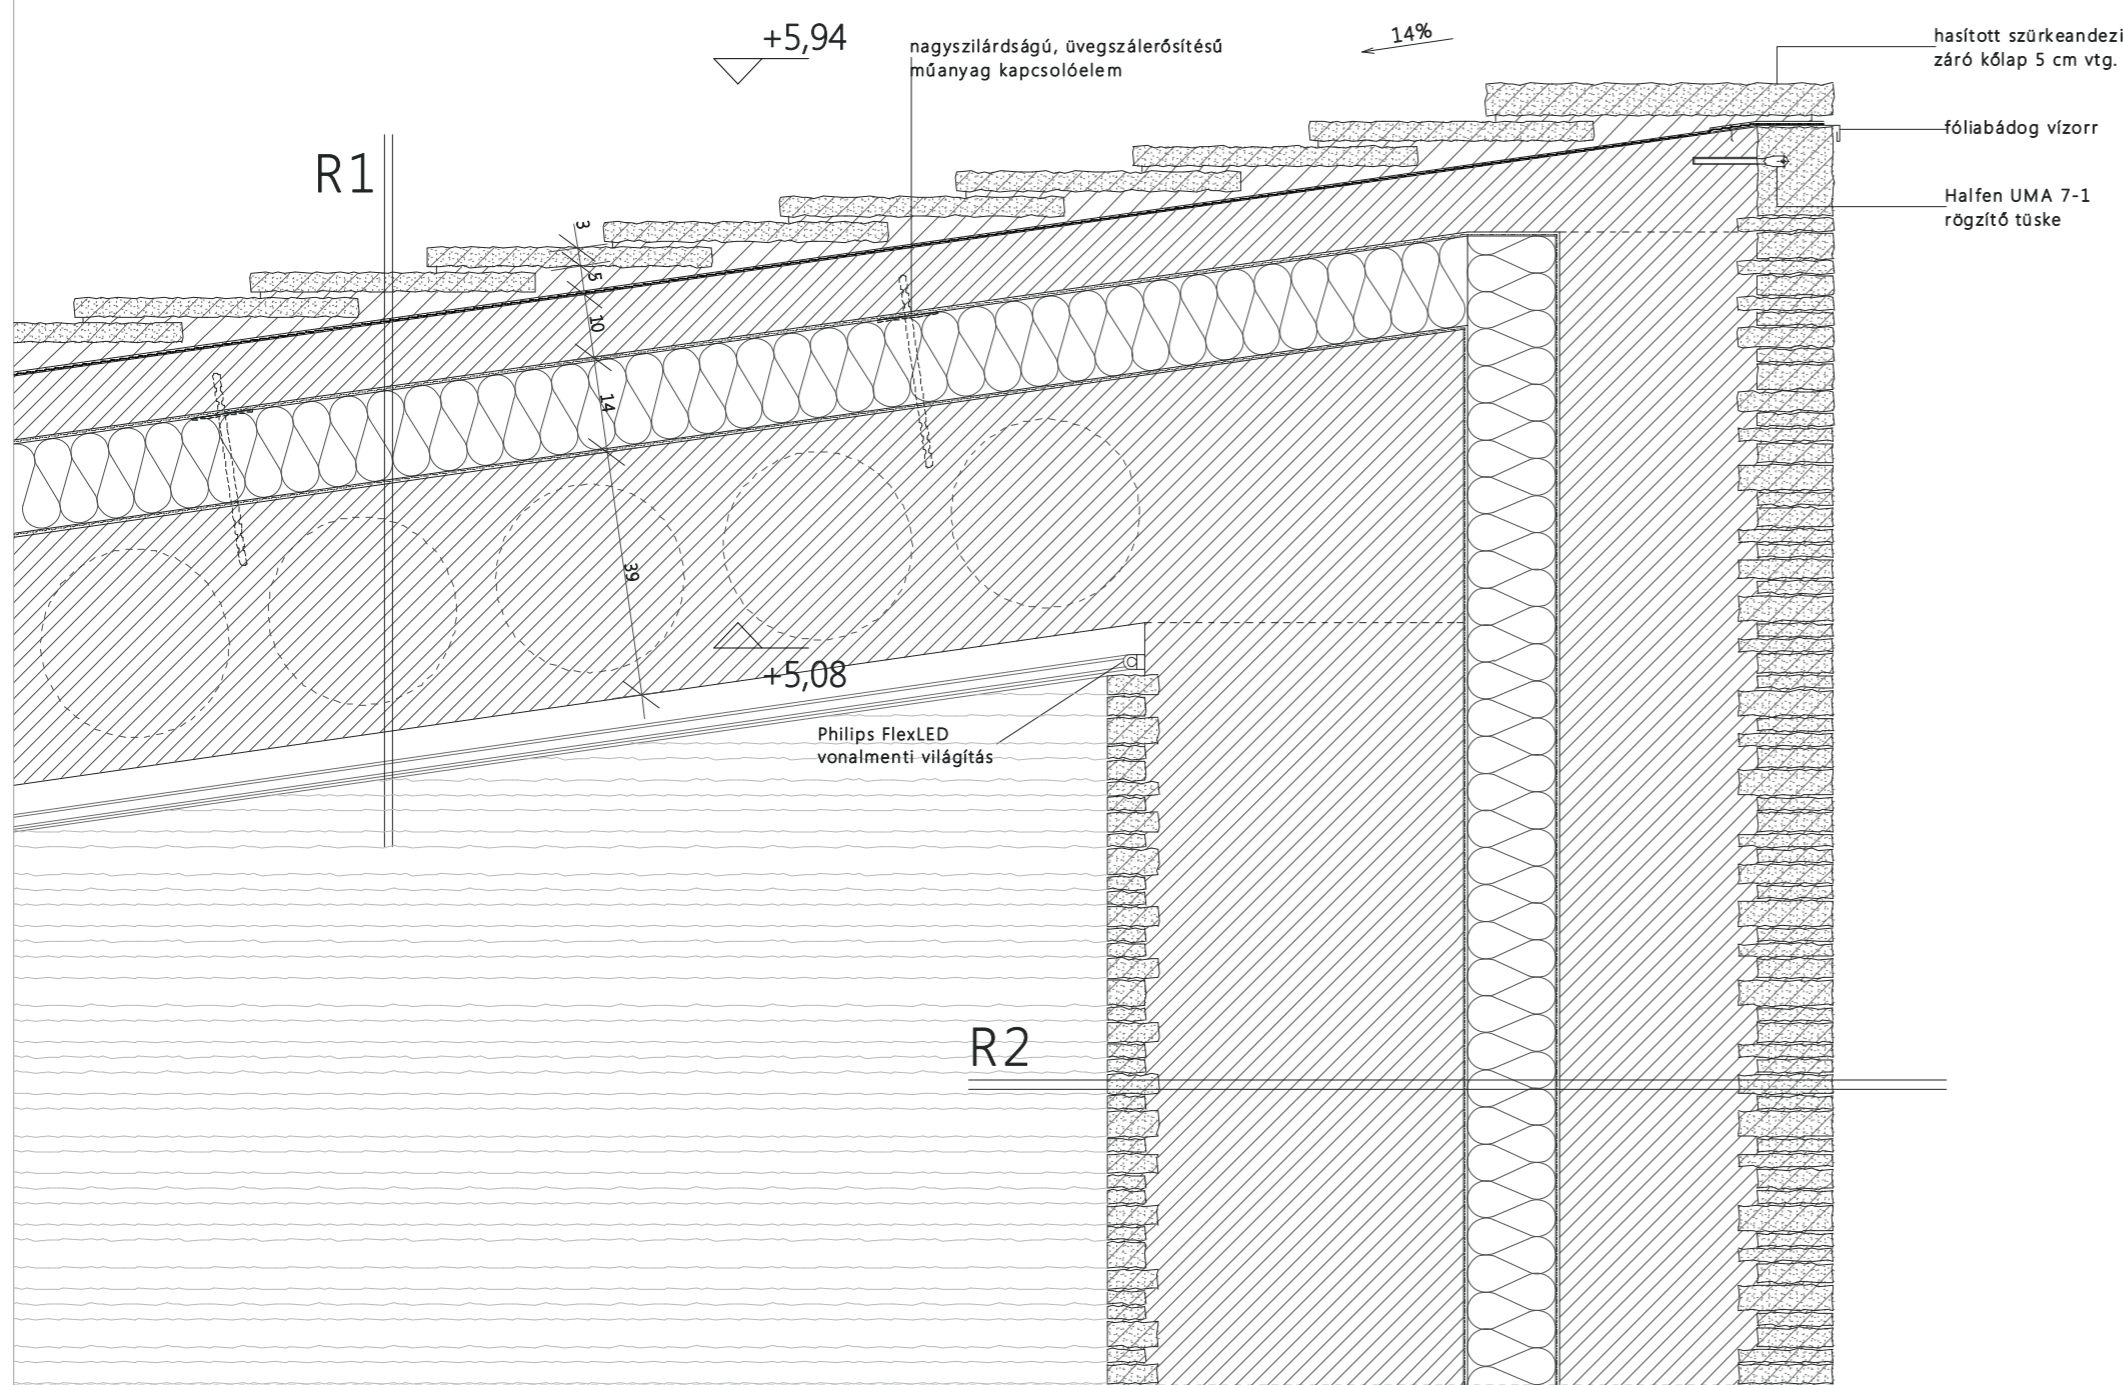 +5,94
nagyszilárdságú, üvegszálerősítésű
műanyag kapcsolóelem
14%
hasított szürkeandezi
záró kőlap 5 cm vtg.
fóliabádog vízorr
R1
Halfen UMA 7-1
rögzítő tüske
3
5
10
14
39
+5,08
Philips FlexLED
vonalmenti világítás
R2